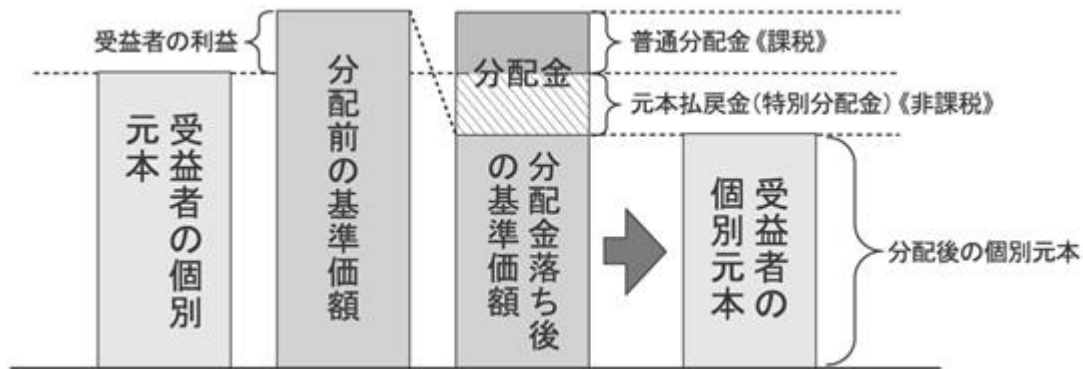 受益者の利益
普通分配金《課税》
分配金
元本払戻金(特別分配金)《非課税》
受益者の個別
元本
分配前の基準価額
分配金落ち後
の基準価額
受益者の
個別元本
分配後の個別元本